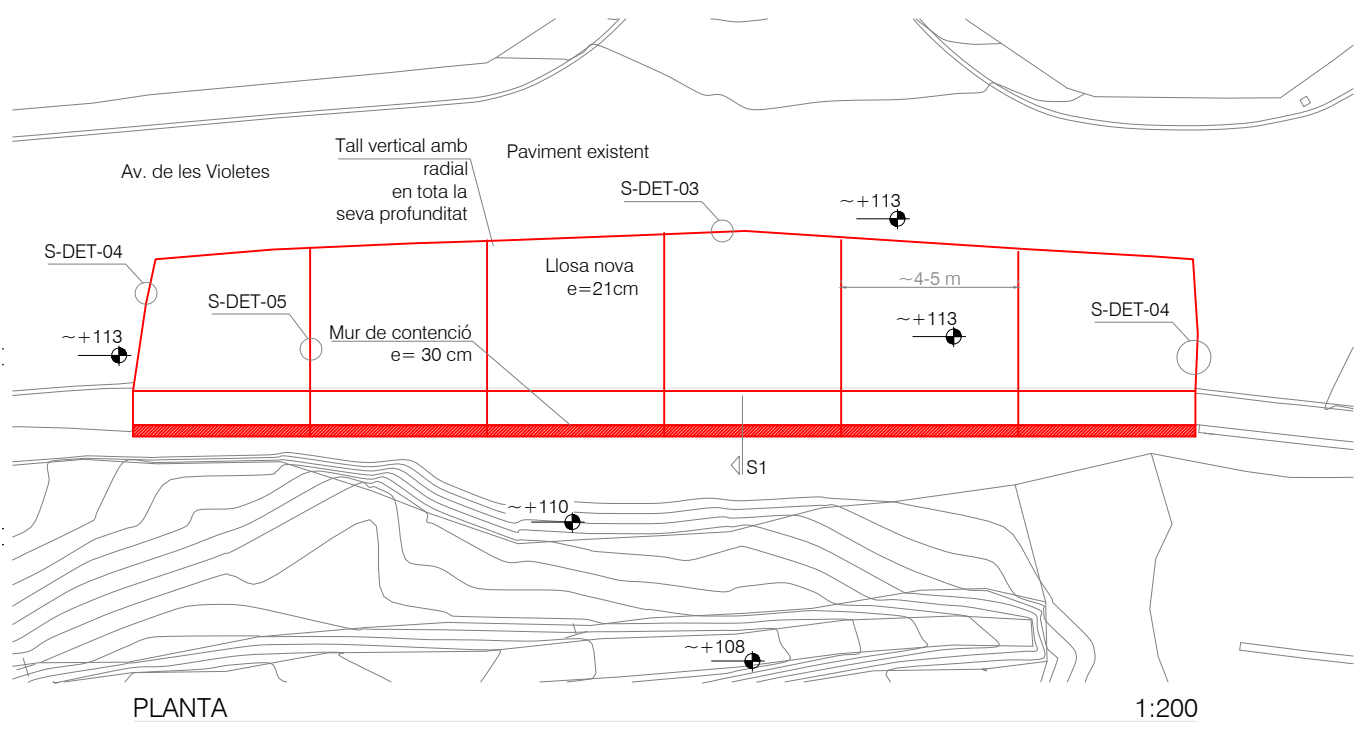 Tall vertical amb
radial
en tota la
seva profunditat
Paviment existent
Av. de les Violetes
S-DET-03
~+113
S-DET-04
Llosa nova
e=21cm
~4-5 m
S-DET-05
S-DET-04
~+113
~+113
Mur de contenció
e= 30 cm
S1
~+110
~+108
PLANTA
1:200